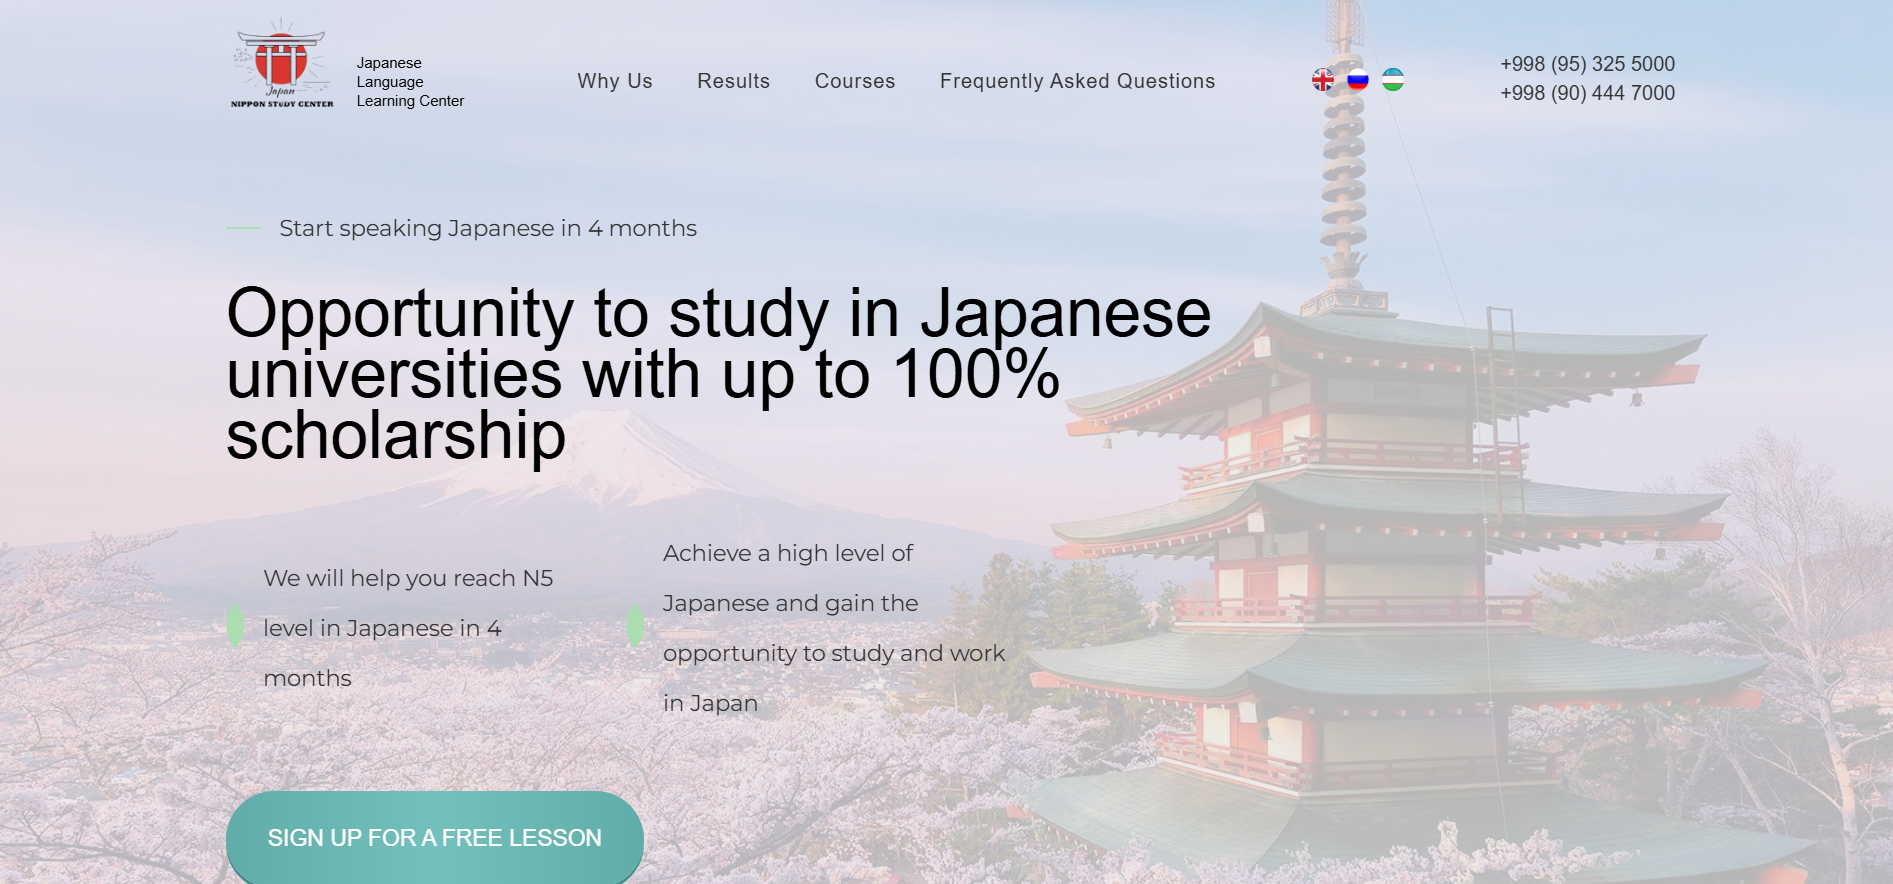 Japan
NIPPON STUDY CENTER
Japanese
Language
Learning Center
Why Us
Results
Courses
Frequently Asked Questions
+998 (95) 325 5000
+998 (90) 444 7000
Start speaking Japanese in 4 months
Opportunity to study in Japanese
universities with up to 100%
scholarship
We will help you reach N5
level in Japanese in 4
months
Achieve a high level of
Japanese and gain the
opportunity to study and work
in Japan
SIGN UP FOR A FREE LESSON